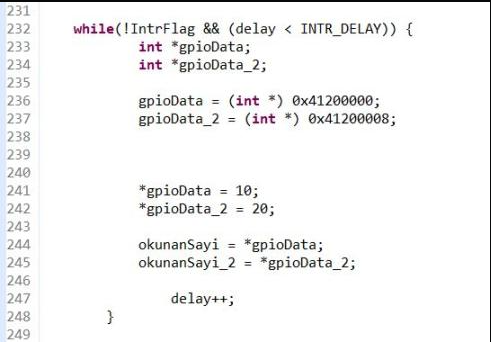 231
232 while(!IntrFlag && (delay < INTR_DELAY)) {
233 int *gpioData;
234 int *gpioData_2;
235
236 gpioData = (int *) 0x41200000;
237 gpioData_2 = (int *) 0x41200008;
238
239
240
241 *gpioData = 10;
242 *gpioData_2 = 20;
243
244 okunanSayi = *gpioData;
245 okunanSayi_2 = *gpioData_2;
246
247 delay++;
248 }
249